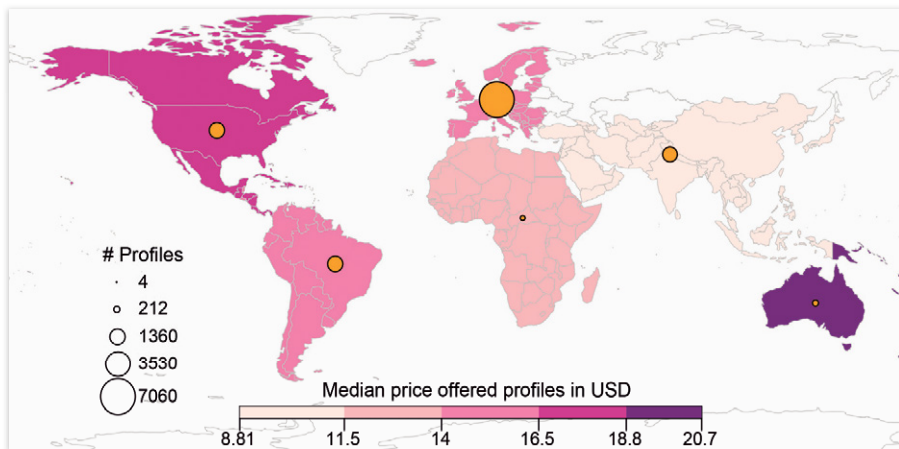 # Profiles
4
212
1360
3530
7060
Median price offered profiles in USD
8.81 11.5 14 16.5 18.8 20.7